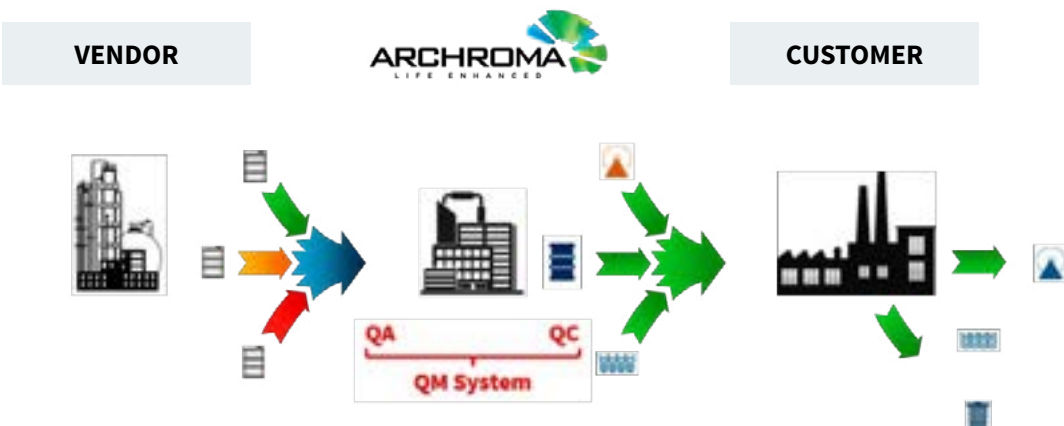 VENDOR
ARCHROMA
LIFE ENHANCED
CUSTOMER
QA QC
QM System